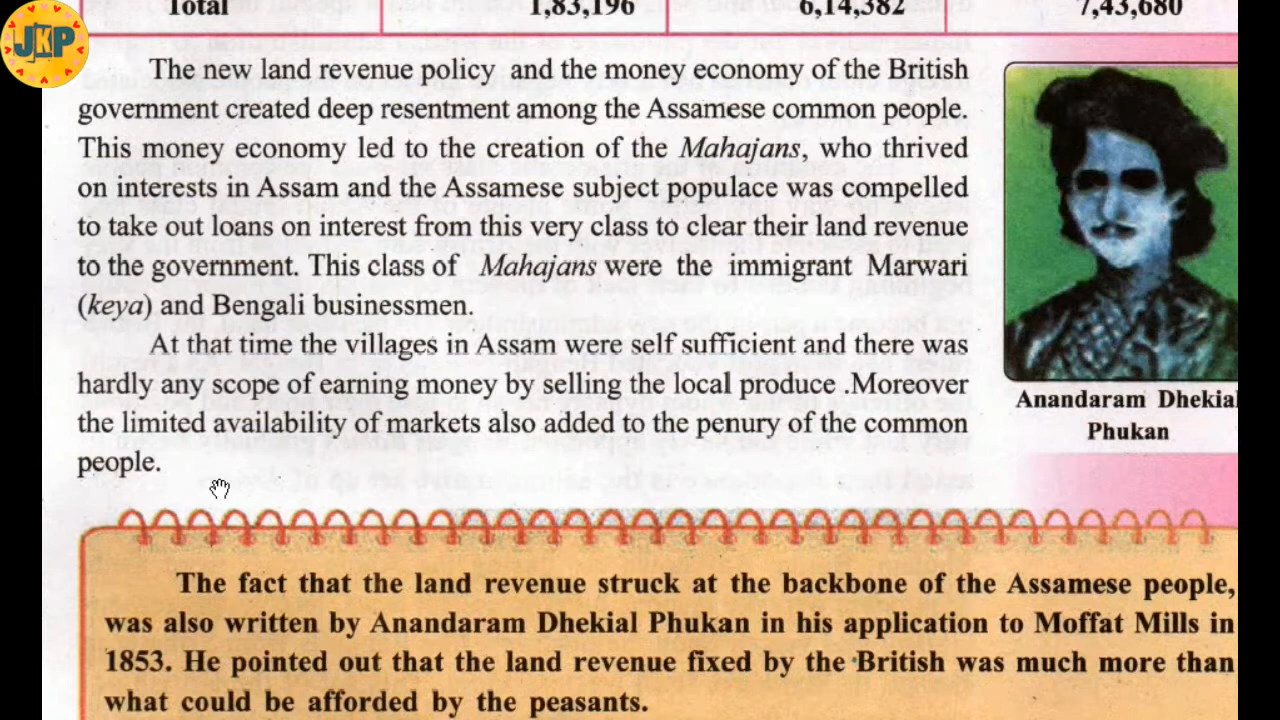 JKP
Total 1,83,196 6,14,382 7,43,680
The new land revenue policy and the money economy of the British
government created deep resentment among the Assamese common people.
This money economy led to the creation of the Mahajans, who thrived
on interests in Assam and the Assamese subject populace was compelled
to take out loans on interest from this very class to clear their land revenue
to the government. This class of Mahajans were the immigrant Marwari
(keya) and Bengali businessmen.
At that time the villages in Assam were self sufficient and there was
hardly any scope of earning money by selling the local produce .Moreover
the limited availability of markets also added to the penury of the common
people.
Anandaram Dhekial
Phukan
The fact that the land revenue struck at the backbone of the Assamese people,
was also written by Anandaram Dhekial Phukan in his application to Moffat Mills in
1853. He pointed out that the land revenue fixed by the British was much more than
what could be afforded by the peasants.